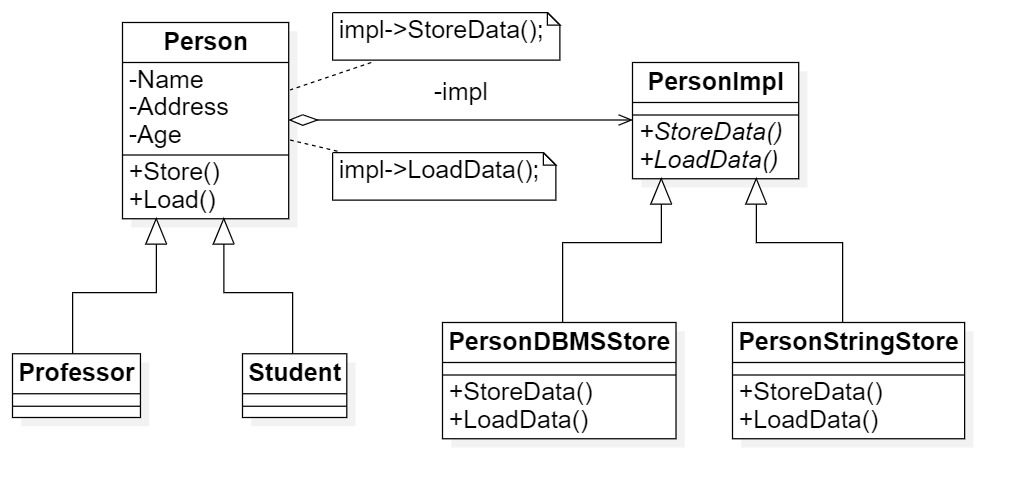 Person
-Name
-Address
-Age
+Store()
+Load()
impl->StoreData();
-impl
impl->LoadData();
PersonImpl
+StoreData()
+LoadData()
Professor
Student
PersonDBMSStore
+StoreData()
+LoadData()
PersonStringStore
+StoreData()
+LoadData()